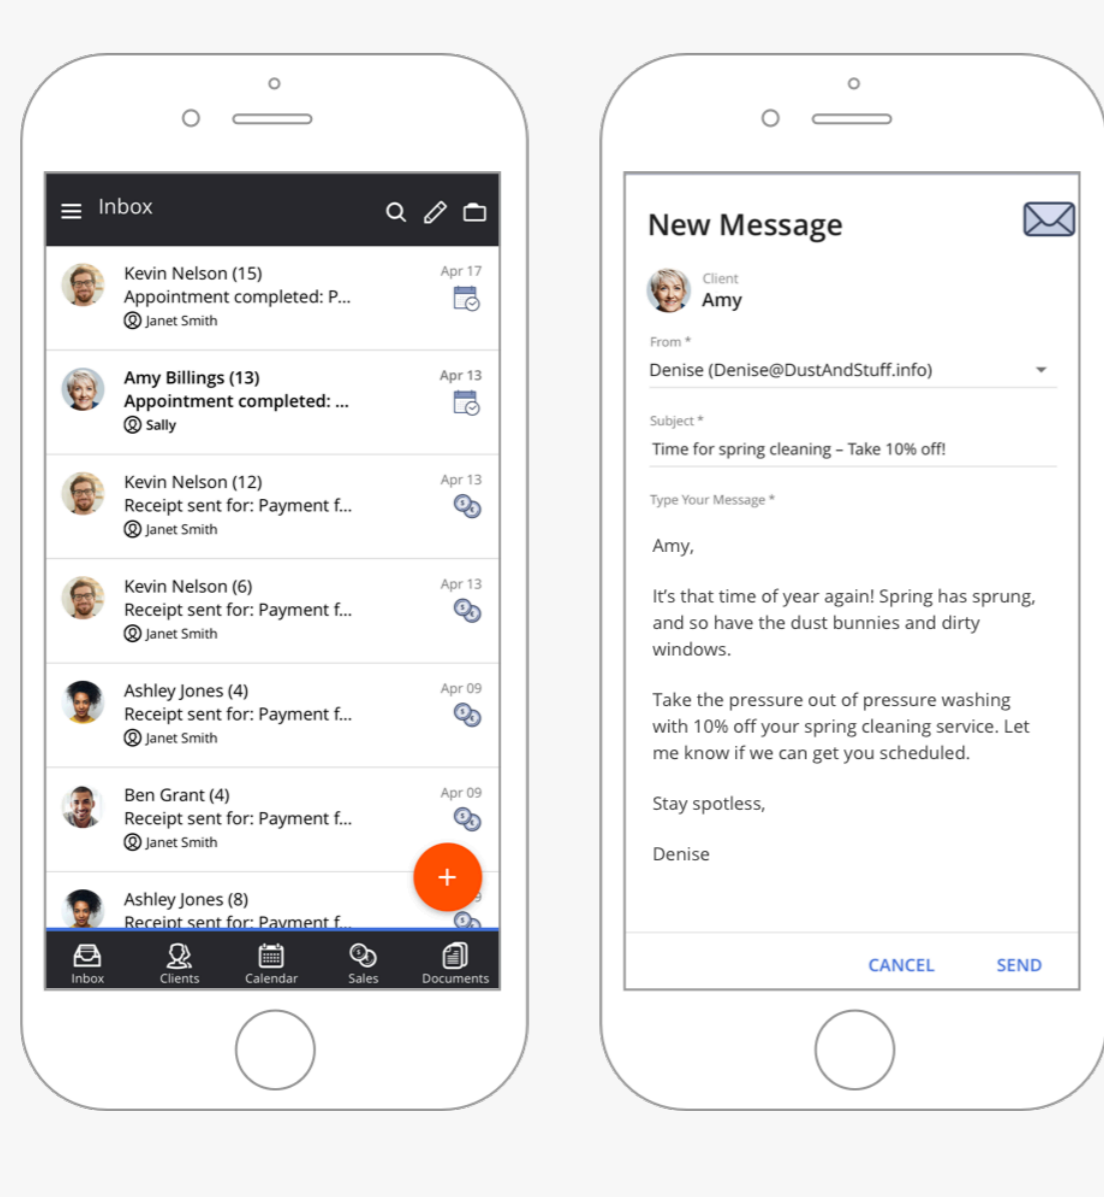 Inbox
Kevin Nelson (15)
Apr 17
Appointment completed: P...
Janet Smith
Amy Billings (13)
Apr 13
Appointment completed: ...
Sally
Kevin Nelson (12)
Apr 13
Receipt sent for: Payment f...
Janet Smith
Kevin Nelson (6)
Apr 13
Receipt sent for: Payment f...
Janet Smith
Ashley Jones (4)
Apr 09
Receipt sent for: Payment f...
Janet Smith
Ben Grant (4)
Apr 09
Receipt sent for: Payment f...
Janet Smith
Ashley Jones (8)
9
Receipt sent for: Payment f...
Inbox
Clients
Calendar
Sales
Documents
New Message
Client
Amy
From *
Denise (Denise@DustAndStuff.info)
Subject *
Time for spring cleaning – Take 10% off!
Type Your Message *
Amy,
It's that time of year again! Spring has sprung,
and so have the dust bunnies and dirty
windows.
Take the pressure out of pressure washing
with 10% off your spring cleaning service. Let
me know if we can get you scheduled.
Stay spotless,
Denise
CANCEL
SEND